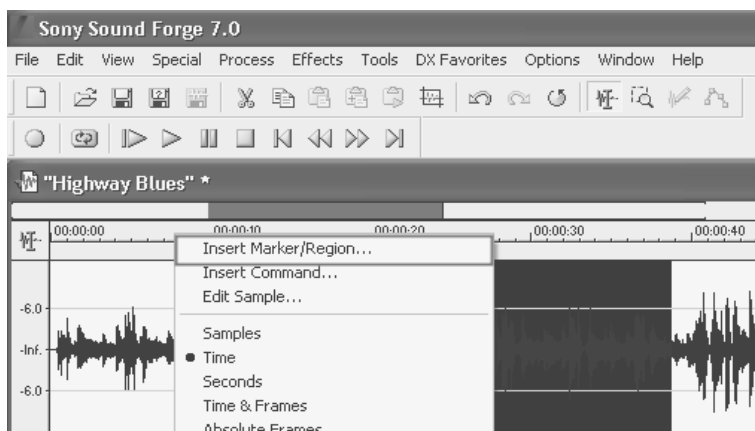 Sony Sound Forge 7.0
File Edit View Special Process Effects Tools DX Favorites Options Window Help
"Highway Blues" *
00:00:00 00:00:10 00:00:20 00:00:30 00:00:40
Insert Marker/Region...
Insert Command...
Edit Sample...
-6.0
Samples
-Inf.
Time
Seconds
-6.0
Time & Frames
Absolute Frames